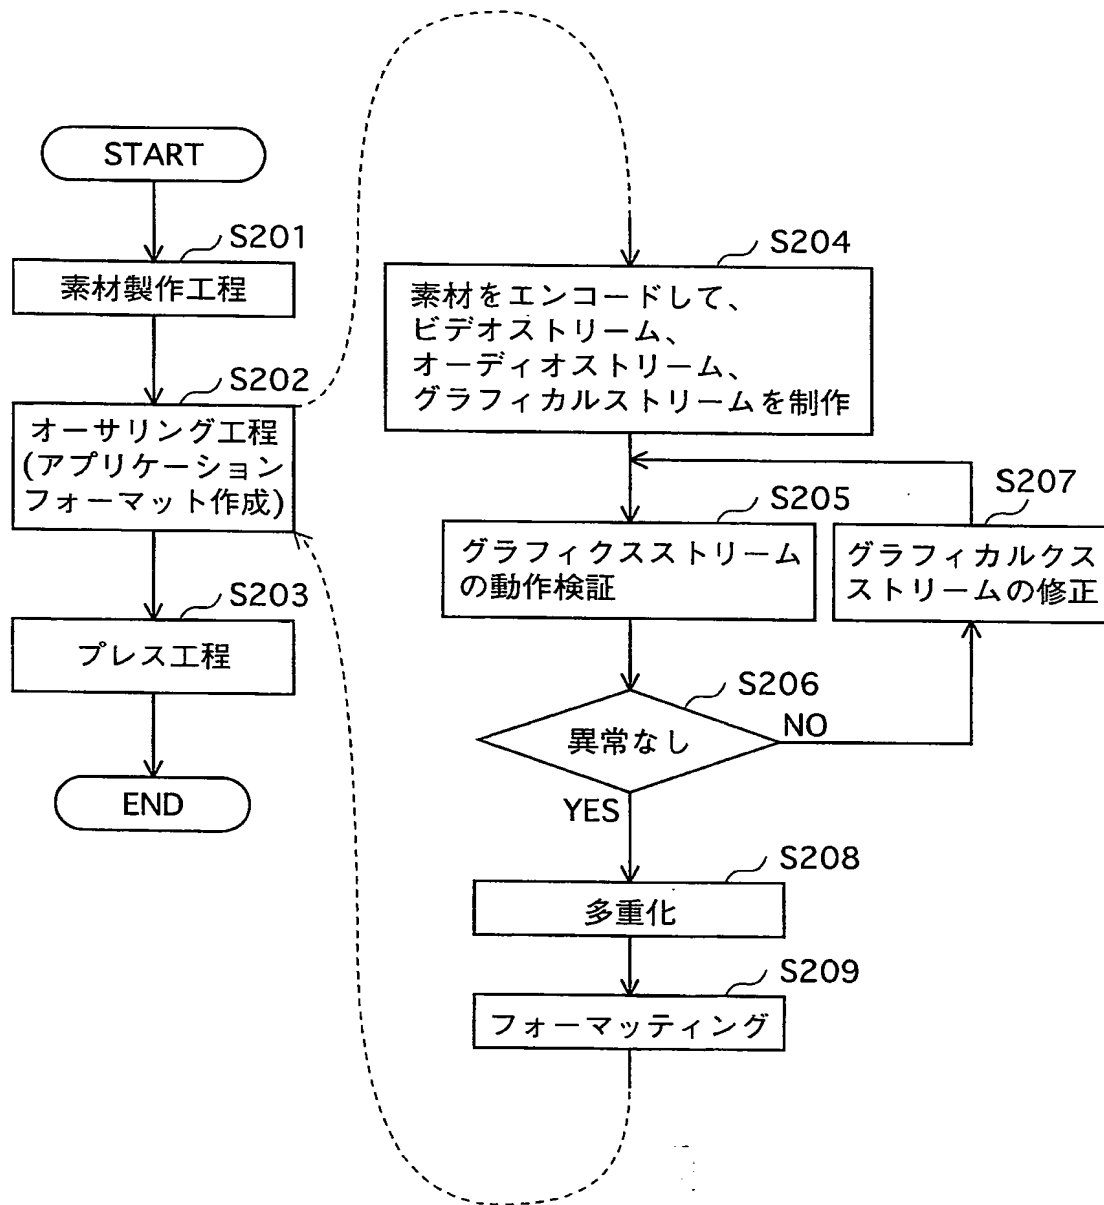 START
S201
素材製作工程
S202
オーサリング工程
(アプリケーション
フォーマット作成)
S203
プレス工程
END
S204
素材をエンコードして、
ビデオストリーム、
オーディオストリーム、
グラフィカルストリームを制作
S205
グラフィクスストリーム
の動作検証
S207
グラフィカルクス
ストリームの修正
S206
異常なし
NO
YES
S208
多重化
S209
フォーマッティング